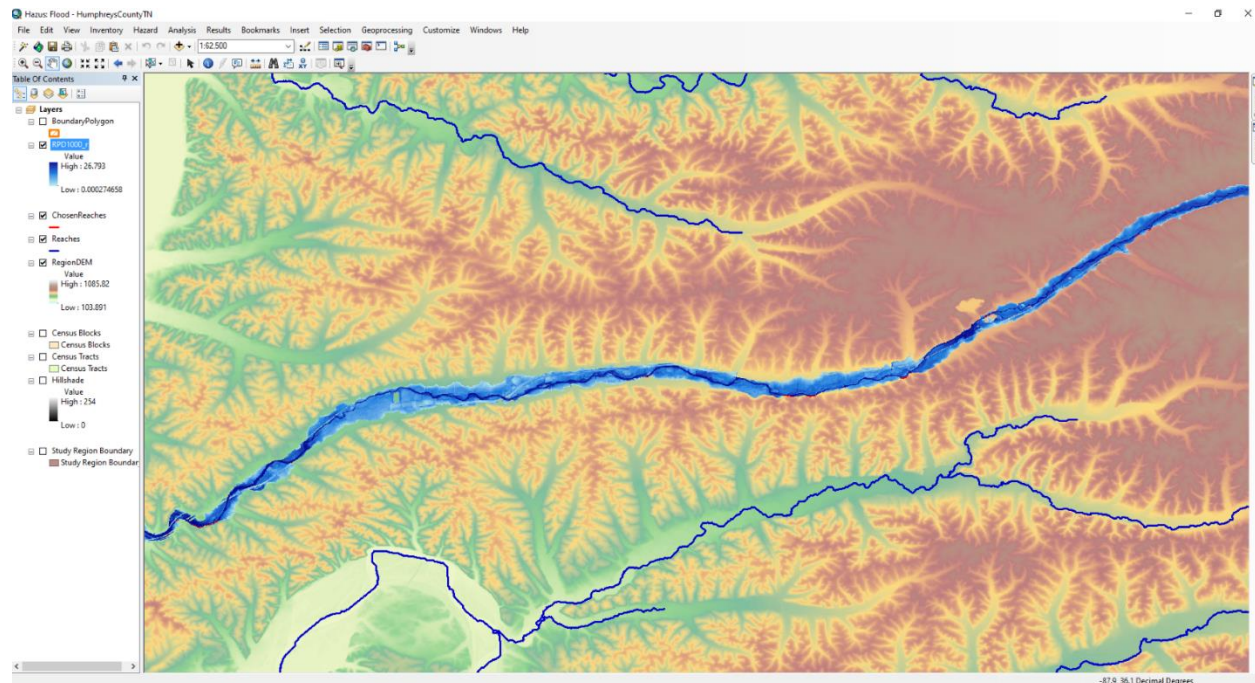 Hazus: Flood - HumphreysCountyTN
File Edit View Inventory Hazard Analysis Results Bookmarks Insert Selection Geoprocessing Customize Windows Help
1:62.500
Table Of Contents
Layers
BoundaryPolygon
RPD1000_r
Value
High : 26.793
Low : 0.000274658
ChosenReaches
Reaches
RegionDEM
Value
High : 1085.82
Low : 103.891
Census Blocks
Census Blocks
Census Tracts
Census Tracts
Hillshade
Value
High : 254
Low : 0
Study Region Boundary
Study Region Boundar
-87.9 36.1 Decimal Degrees